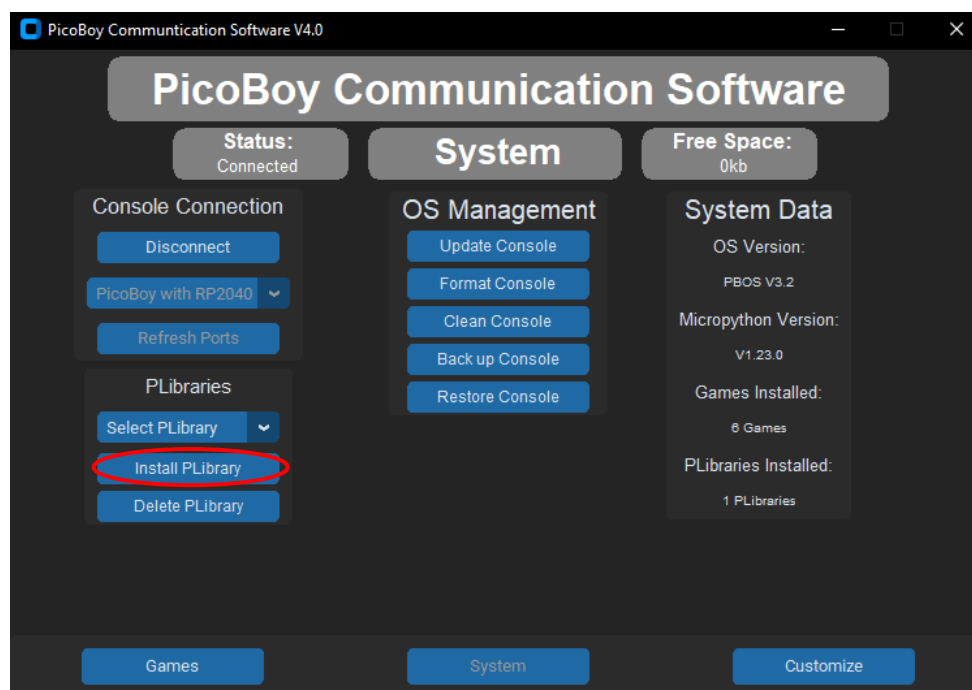 PicoBoy Communtication Software V4.0
PicoBoy Communication Software
Status:
Connected
System
Free Space:
0kb
Console Connection
Disconnect
PicoBoy with RP2040
Refresh Ports
PLibraries
Select PLibrary
Install PLibrary
Delete PLibrary
OS Management
Update Console
Format Console
Clean Console
Back up Console
Restore Console
System Data
OS Version:
PBOS V3.2
Micropython Version:
V1.23.0
Games Installed:
6 Games
PLibraries Installed:
1 PLibraries
Games
System
Customize